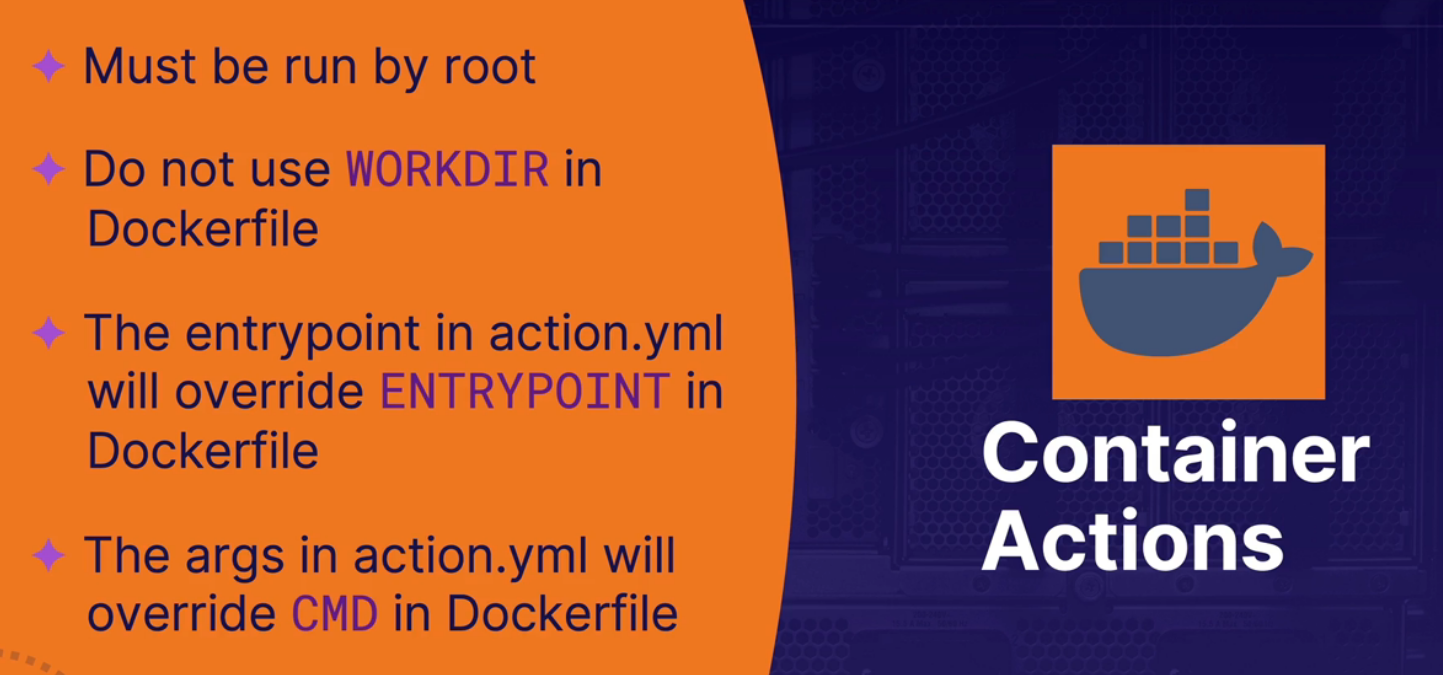 Must be run by root
Do not use WORKDIR in
Dockerfile
The entrypoint in action.yml
will override ENTRYPOINT in
Dockerfile
The args in action.yml will
override CMD in Dockerfile
Container
Actions